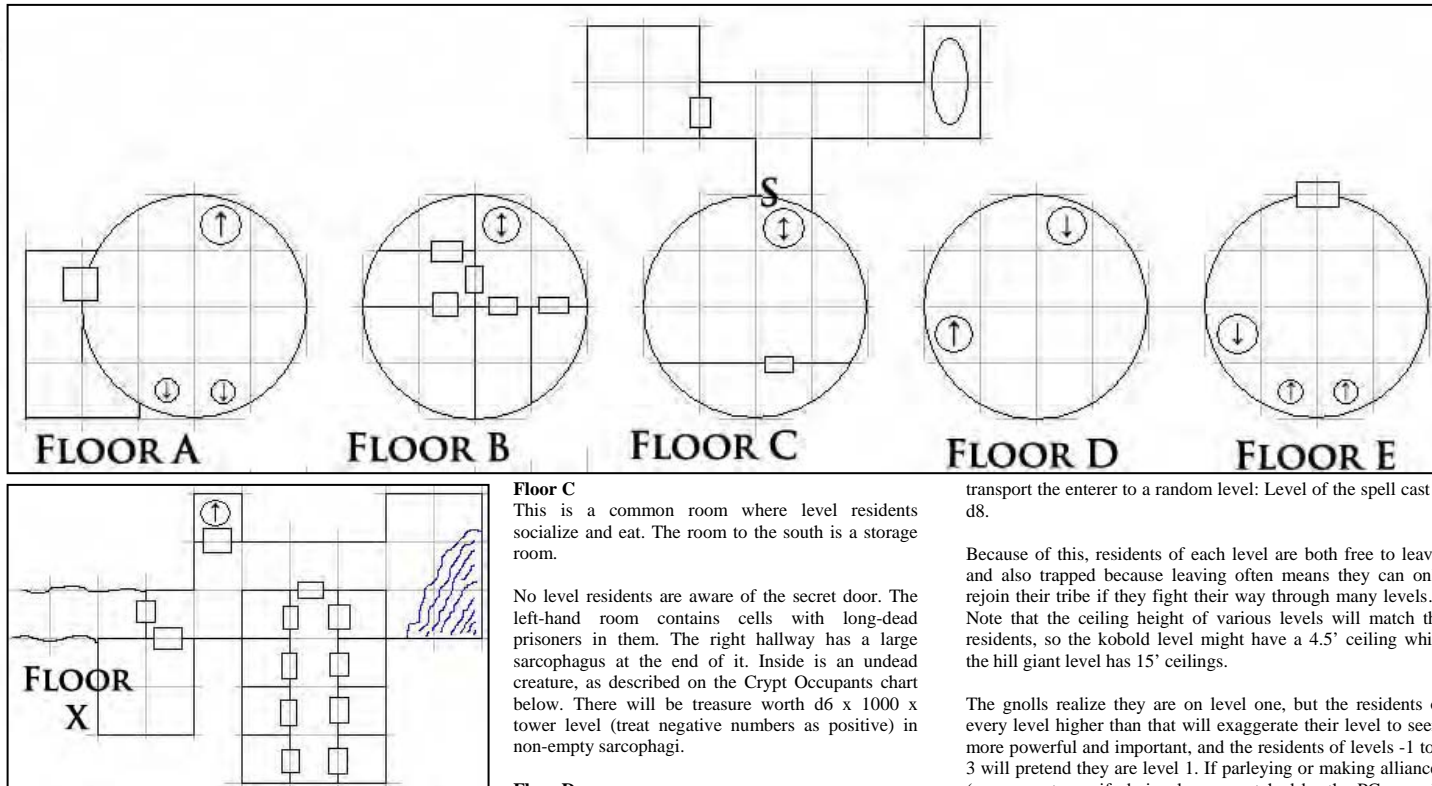 S
FLOOR A
FLOOR B
FLOOR C
FLOOR D
FLOOR E
FLOOR
X
Floor C
This is a common room where level residents
socialize and eat. The room to the south is a storage
room.
No level residents are aware of the secret door. The
left-hand room contains cells with long-dead
prisoners in them. The right hallway has a large
sarcophagus at the end of it. Inside is an undead
creature, as described on the Crypt Occupants chart
below. There will be treasure worth d6 x 1000 x
tower level (treat negative numbers as positive) in
non-empty sarcophagi.
transport the enterer to a random level: Level of the spell cast
d8.
Because of this, residents of each level are both free to leav
and also trapped because leaving often means they can on
rejoin their tribe if they fight their way through many levels.
Note that the ceiling height of various levels will match th
residents, so the kobold level might have a 4.5’ ceiling whi
the hill giant level has 15’ ceilings.
The gnolls realize they are on level one, but the residents o
every level higher than that will exaggerate their level to see
more powerful and important, and the residents of levels -1 to
3 will pretend they are level 1. If parleying or making alliance